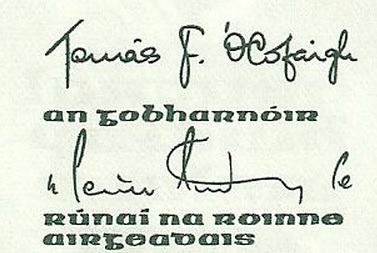 Tomás F. Ó Cofaigh
an gobharnóir
rúnaí na roinne
airgeadais